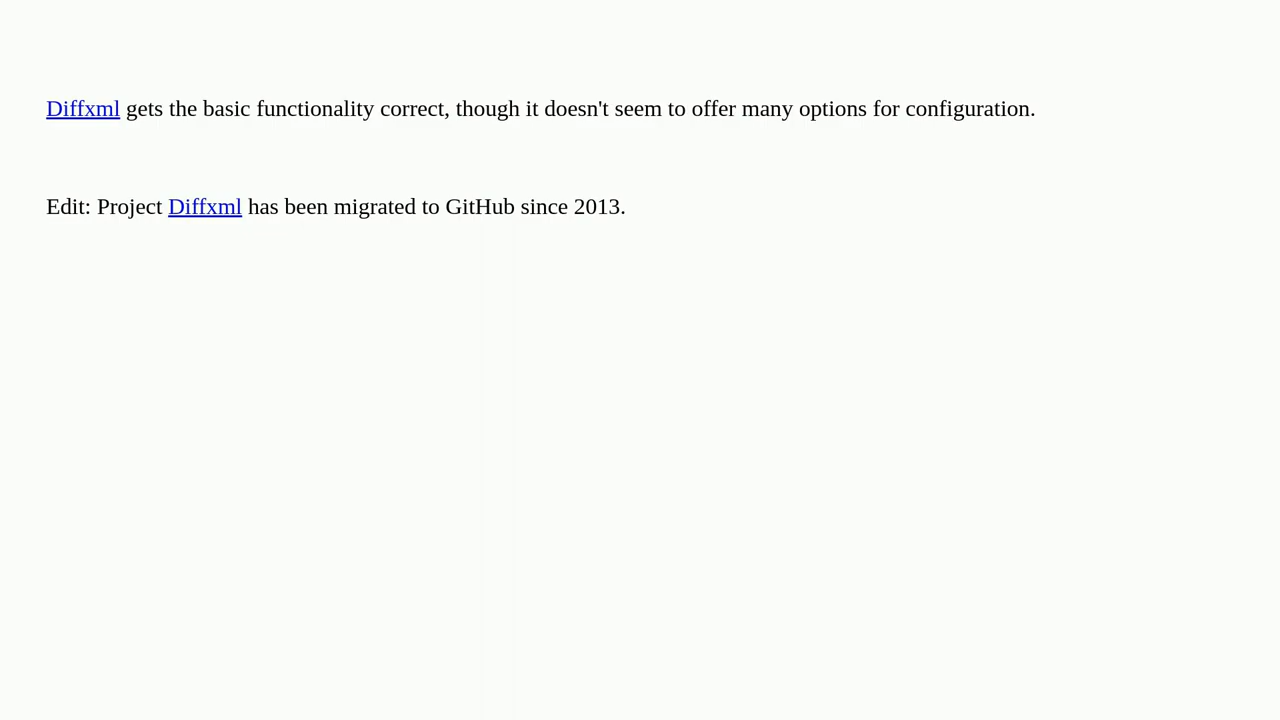 Diffxml gets the basic functionality correct, though it doesn't seem to offer many options for configuration.
Edit: Project Diffxml has been migrated to GitHub since 2013.